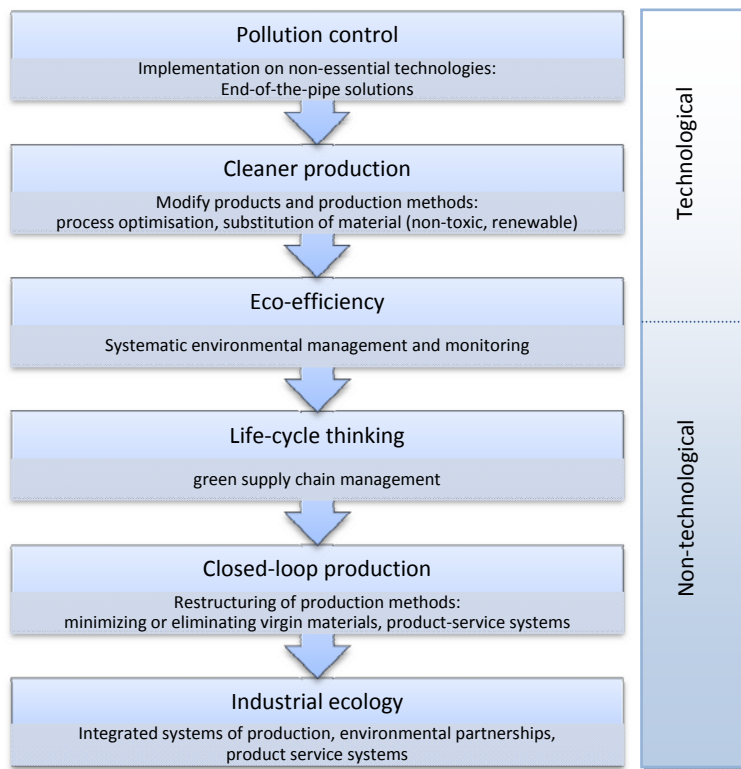 Pollution control
Implementation on non-essential technologies:
End-of-the-pipe solutions
Cleaner production
Modify products and production methods:
process optimisation, substitution of material (non-toxic, renewable)
Eco-efficiency
Systematic environmental management and monitoring
Life-cycle thinking
green supply chain management
Closed-loop production
Restructuring of production methods:
minimizing or eliminating virgin materials, product-service systems
Industrial ecology
Integrated systems of production, environmental partnerships,
product service systems
Technological
Non-technological